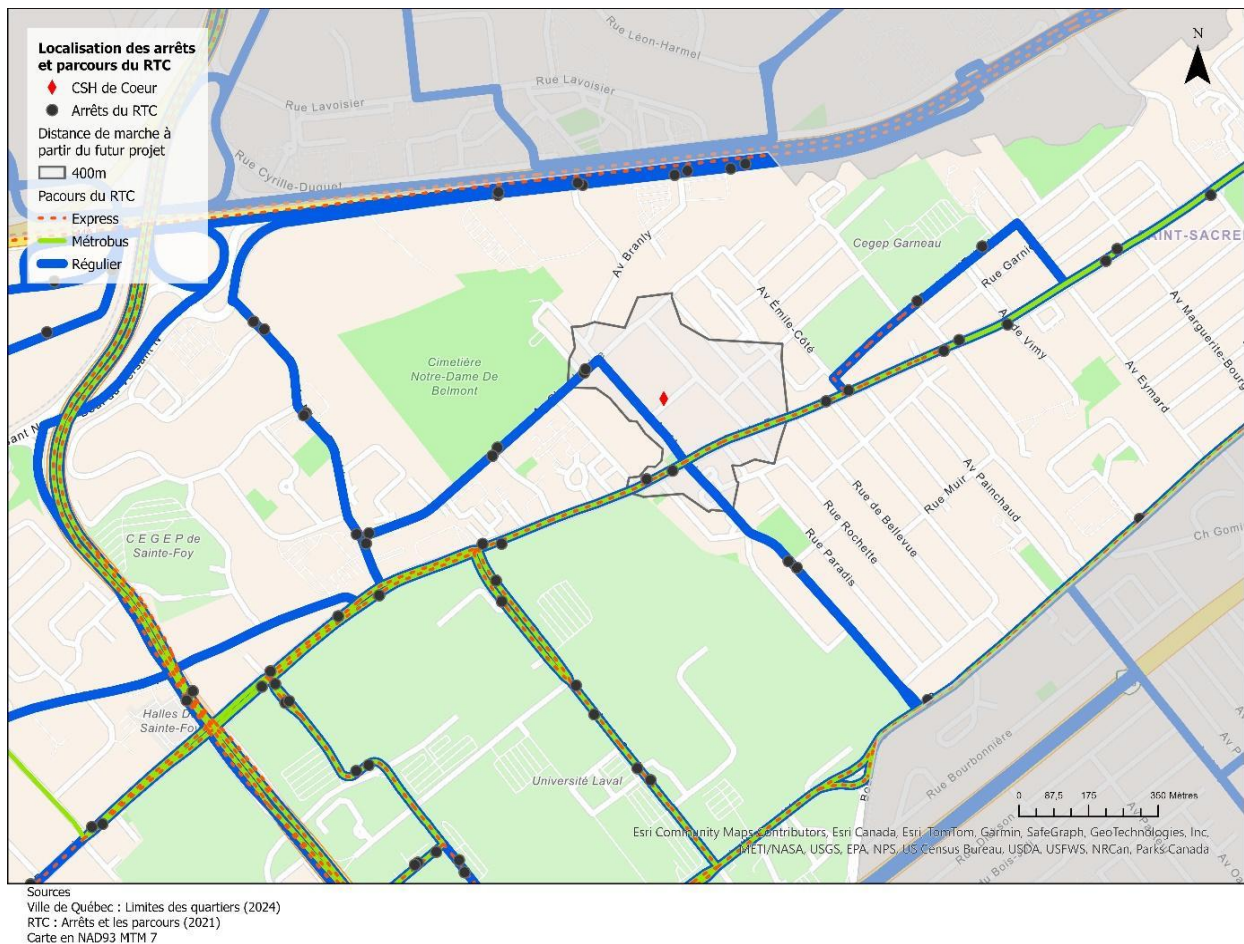 Localisation des arrêts
et parcours du RTC
CSH de Coeur
Arrêts du RTC
Distance de marche à
partir du futur projet
400m
Pacours du RTC
Express
Métrobus
Régulier
N
Rue Léon-Harmel
Rue Lavoisier
Rue Lavoisier
Rue Cyrille-Duquet
Av Branly
Cegep Garneau
Rue Garni
SAINT-SACRE
Av Émile-Côté
Av de Vimy
Av Marguerite-Bourg
Av Eymard
Cimetière
Notre-Dame De
Belmont
CEGEP de
Sainte-Foy
Av Painchaud
Rue Muir
Rue de Bellevue
Rue Rochette
Rue Paradis
Ch Gomi
Halles D
Sainte-Foy
Université Laval
Rue Bourbonnière
0 87,5 175 350 Mètres
Esri Community Maps Contributors, Esri Canada, Esri, TomTom, Garmin, SafeGraph, GeoTechnologies, Inc,
METI/NASA, USGS, EPA, NPS, US Census Bureau, USDA, USFWS, NRCan, Parks Canada
Sources
Ville de Québec : Limites des quartiers (2024)
RTC : Arrêts et les parcours (2021)
Carte en NAD93 MTM 7